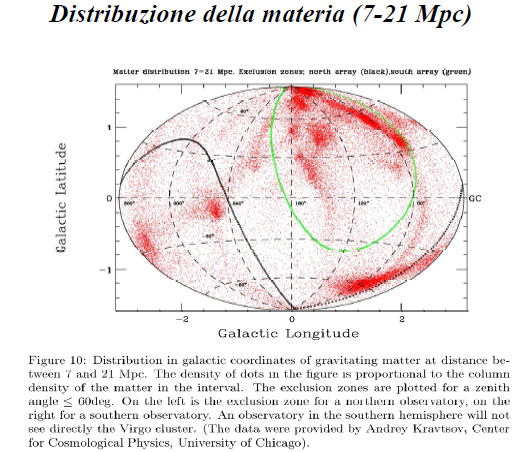 Distribuzione della materia (7-21 Mpc)
Matter distribution 7-21 Mpc. Exclusion zones; north array (black),south array (green)
Galactic Latitude
1
0
-1
GC
-2
0
2
Galactic Longitude
Figure 10: Distribution in galactic coordinates of gravitating matter at distance be-
tween 7 and 21 Mpc. The density of dots in the figure is proportional to the column
density of the matter in the interval. The exclusion zones are plotted for a zenith
angle ≤ 60deg. On the left is the exclusion zone for a northern observatory, on the
right for a southern observatory. An observatory in the southern hemisphere will not
see directly the Virgo cluster. (The data were provided by Andrey Kravtsov, Center
for Cosmological Physics, University of Chicago).